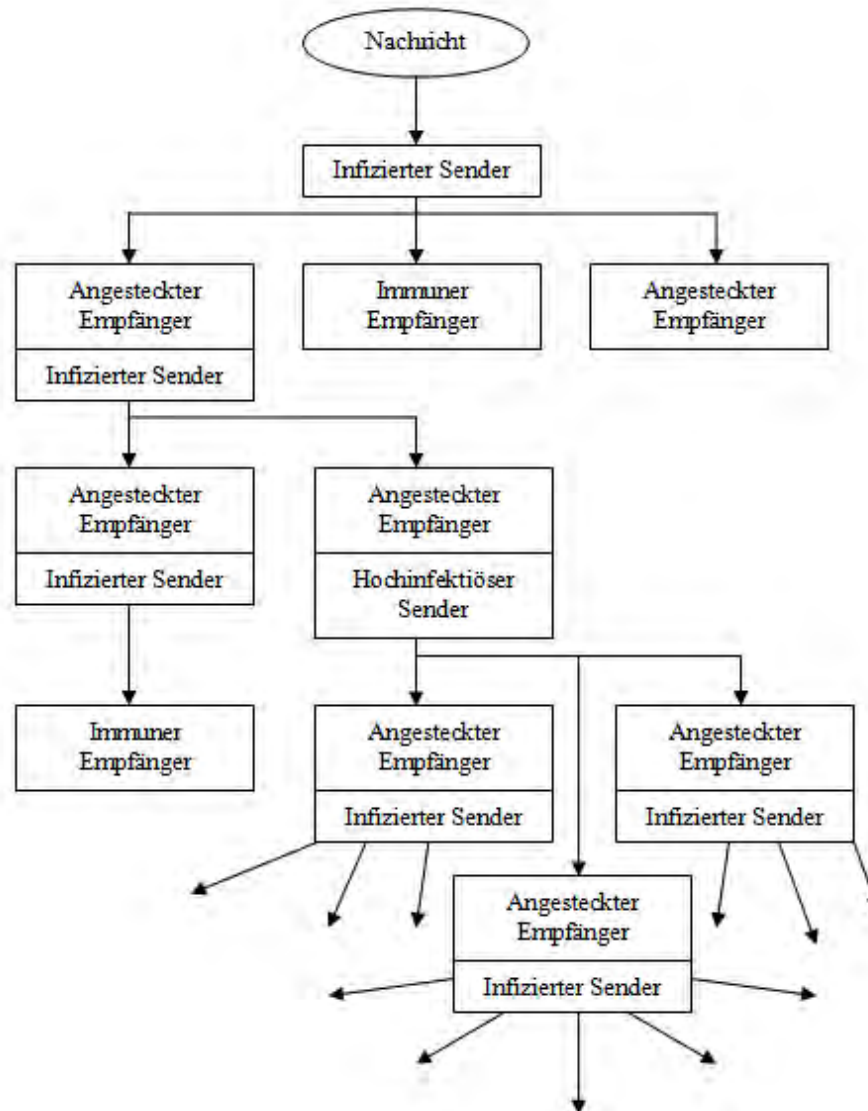 Nachricht
Infizierter Sender
Angesteckter
Empfänger
Infizierter Sender
Immuner
Empfänger
Angesteckter
Empfänger
Angesteckter
Empfänger
Infizierter Sender
Angesteckter
Empfänger
Hochinfektiöser
Sender
Immuner
Empfänger
Angesteckter
Empfänger
Infizierter Sender
Angesteckter
Empfänger
Infizierter Sender
Angesteckter
Empfänger
Infizierter Sender